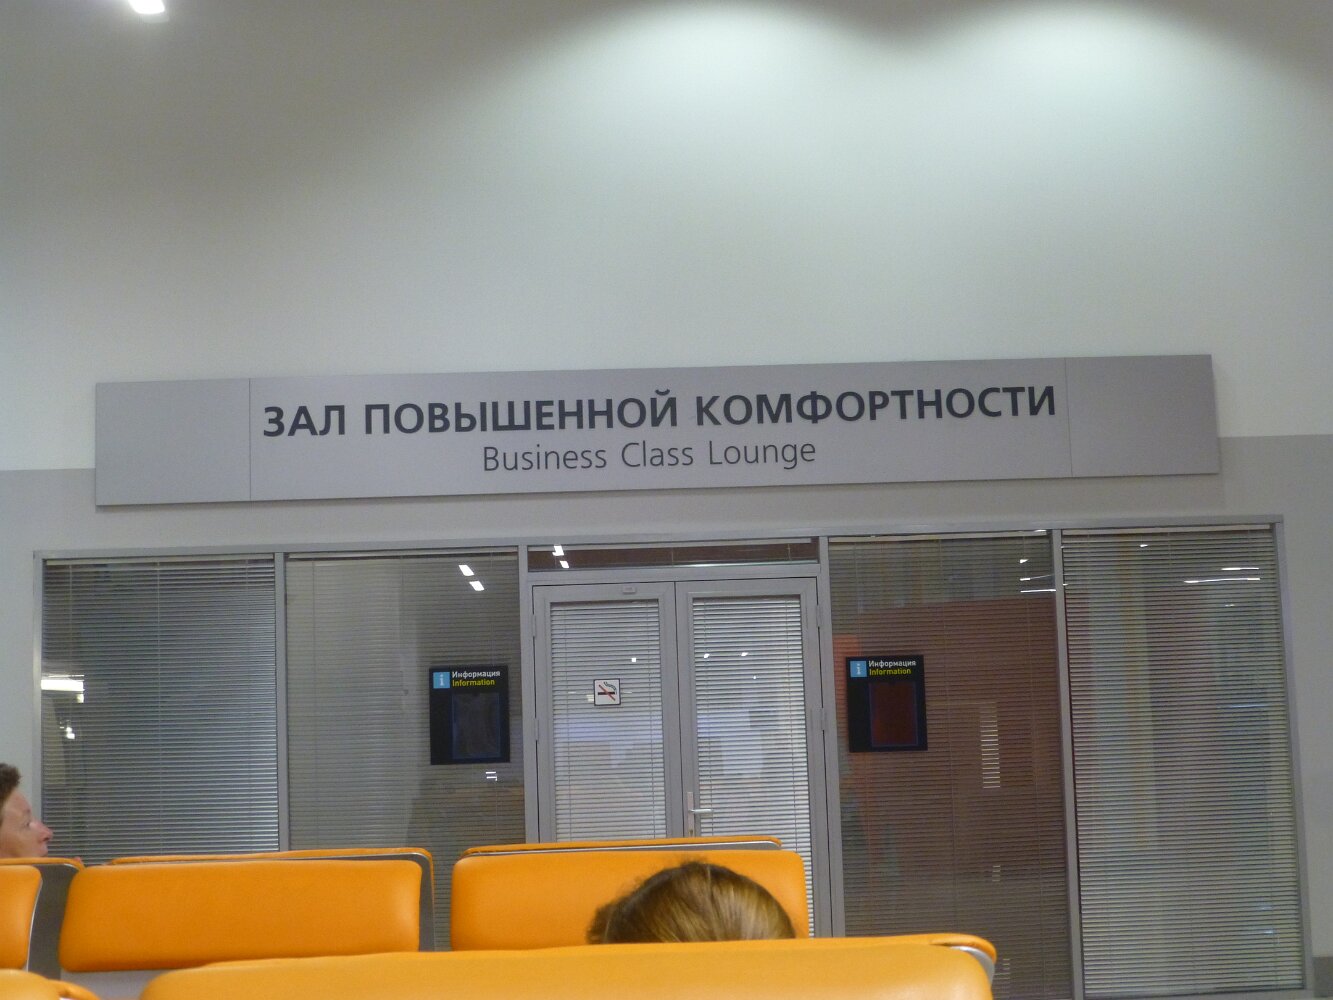 ЗАЛ ПОВЫШЕННОЙ КОМФОРТНОСТИ
Business Class Lounge
i Информация
Information
i Информация
Information